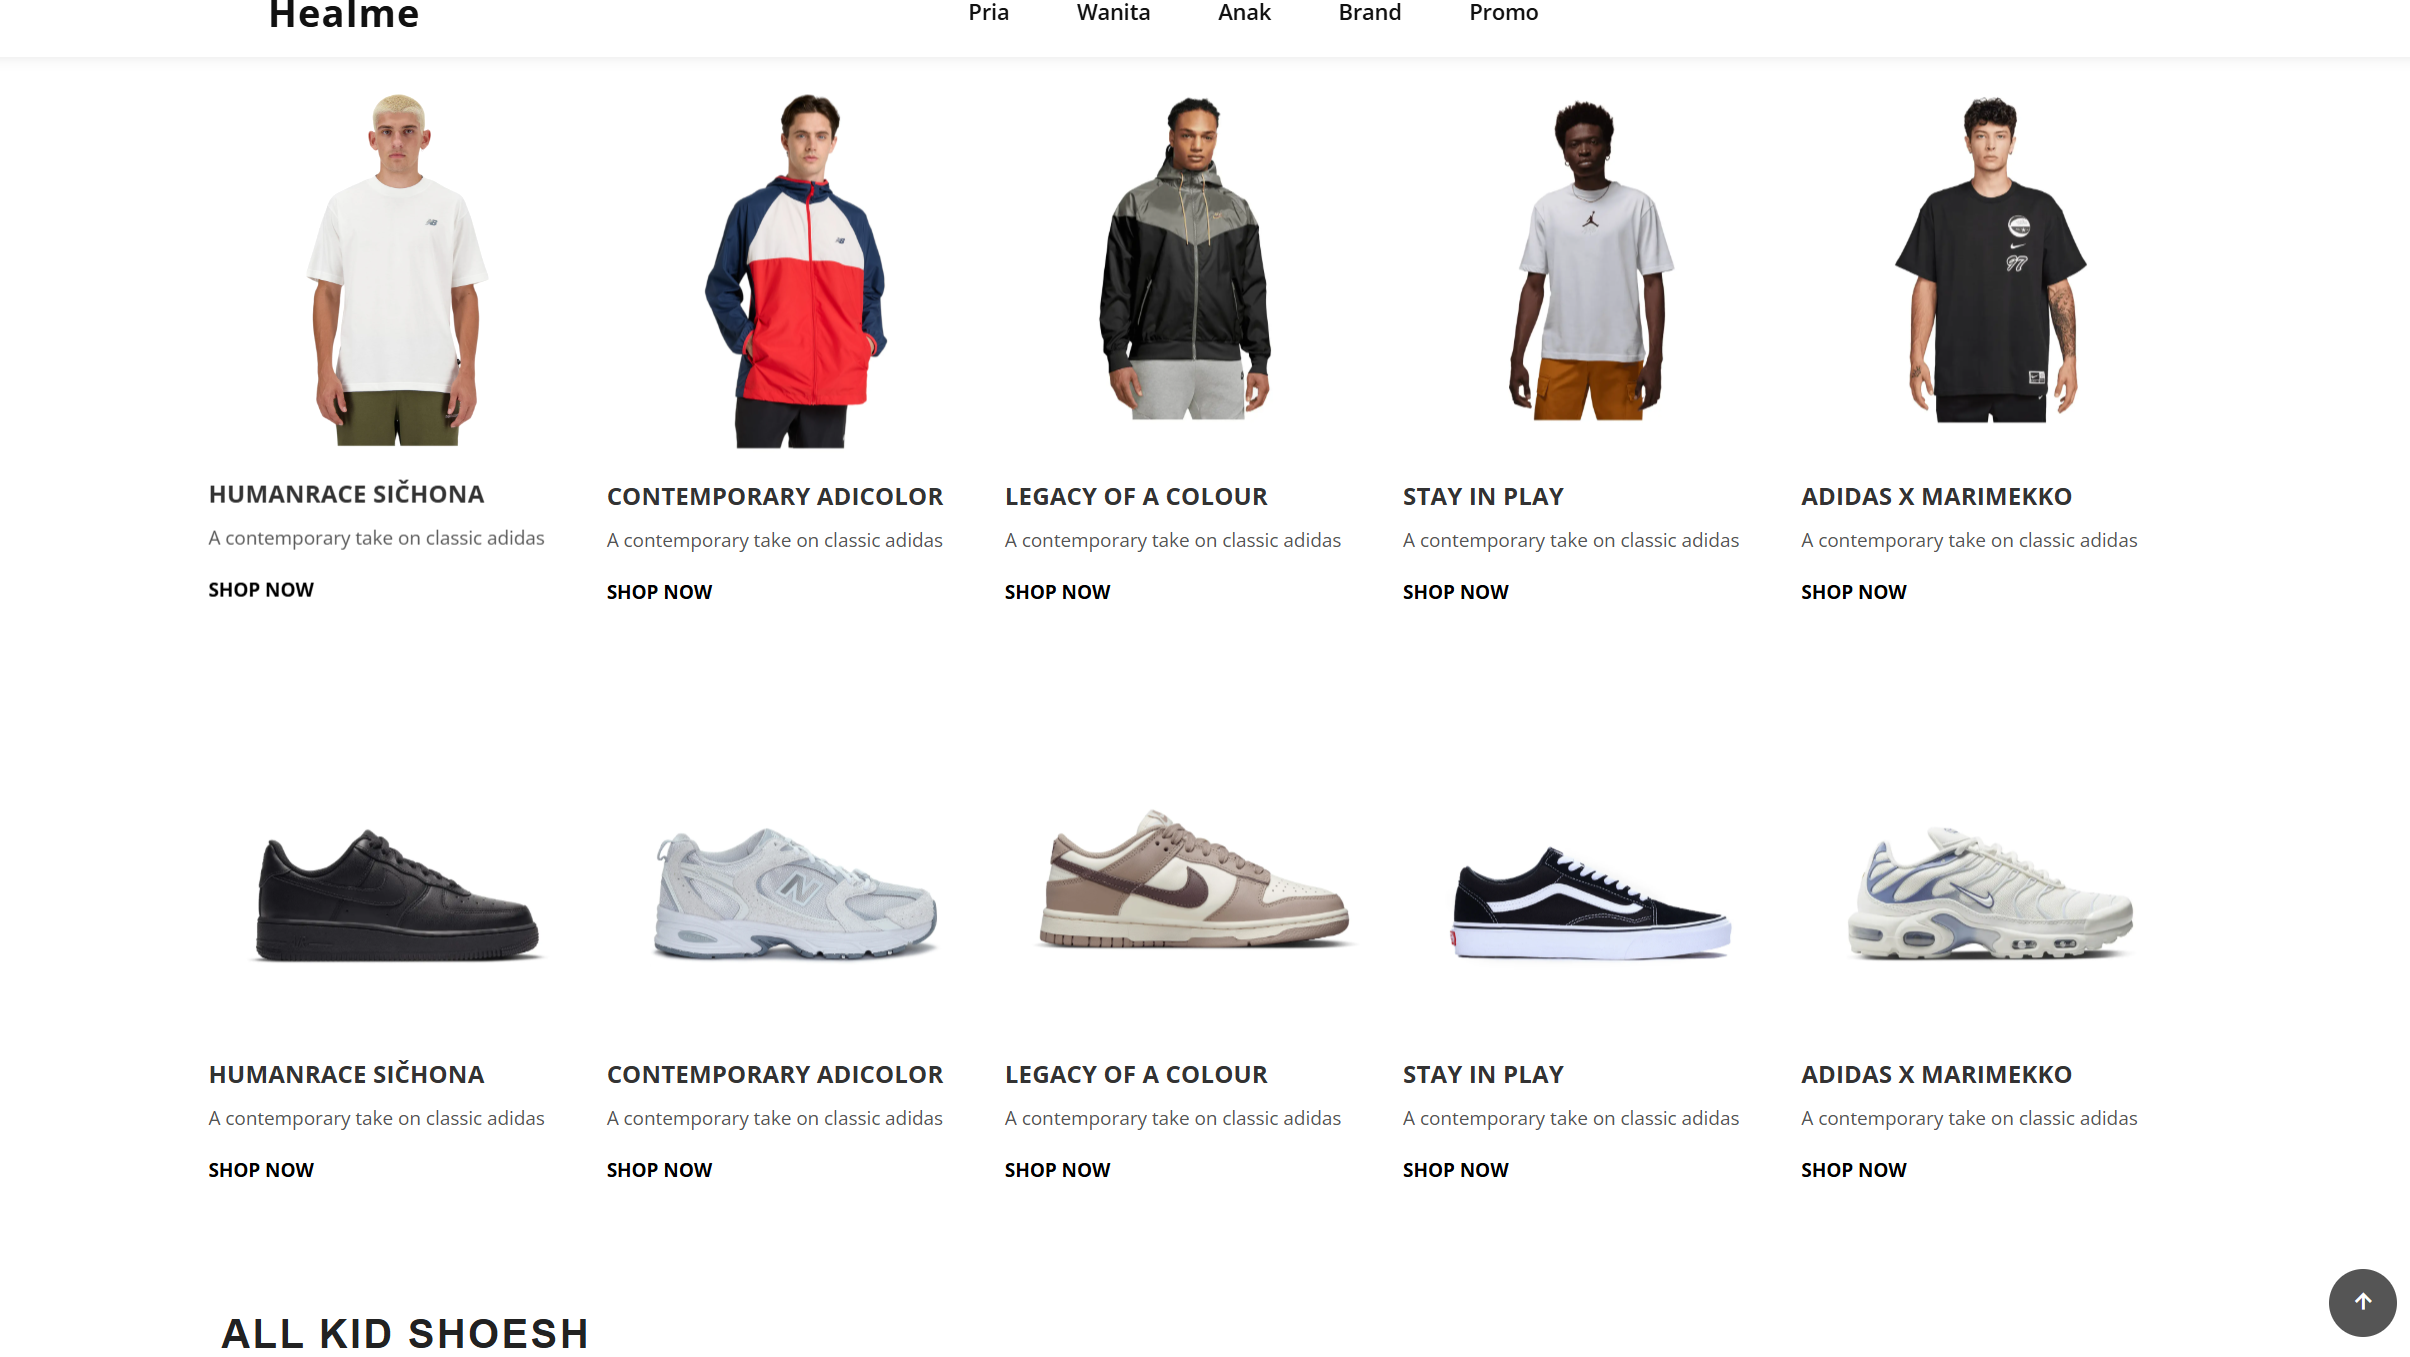 Healme
Pria Wanita Anak Brand Promo
HUMANRACE SIČHONA
A contemporary take on classic adidas
SHOP NOW
CONTEMPORARY ADICOLOR
A contemporary take on classic adidas
SHOP NOW
LEGACY OF A COLOUR
A contemporary take on classic adidas
SHOP NOW
STAY IN PLAY
A contemporary take on classic adidas
SHOP NOW
ADIDAS X MARIMEKKO
A contemporary take on classic adidas
SHOP NOW
97
N
HUMANRACE SIČHONA
A contemporary take on classic adidas
SHOP NOW
CONTEMPORARY ADICOLOR
A contemporary take on classic adidas
SHOP NOW
LEGACY OF A COLOUR
A contemporary take on classic adidas
SHOP NOW
STAY IN PLAY
A contemporary take on classic adidas
SHOP NOW
ADIDAS X MARIMEKKO
A contemporary take on classic adidas
SHOP NOW
ALL KID SHOESH